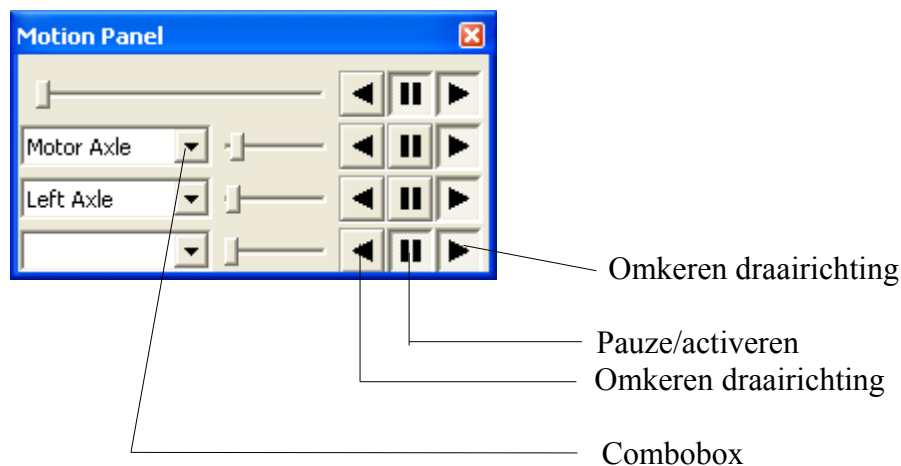 Motion Panel
Motor Axle
Left Axle
Omkeren draairichting
Pauze/activeren
Omkeren draairichting
Combobox